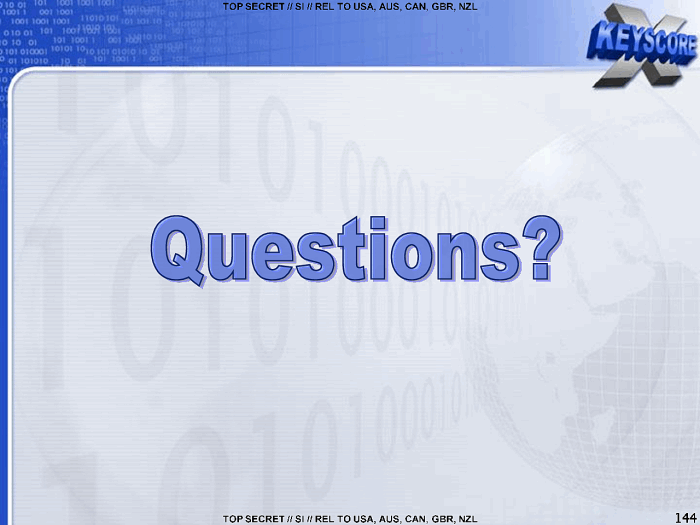 TOP SECRET // SI // REL TO USA, AUS, CAN, GBR, NZL
X
KEYSCORE
Questions?
TOP SECRET // SI // REL TO USA, AUS, CAN, GBR, NZL
144